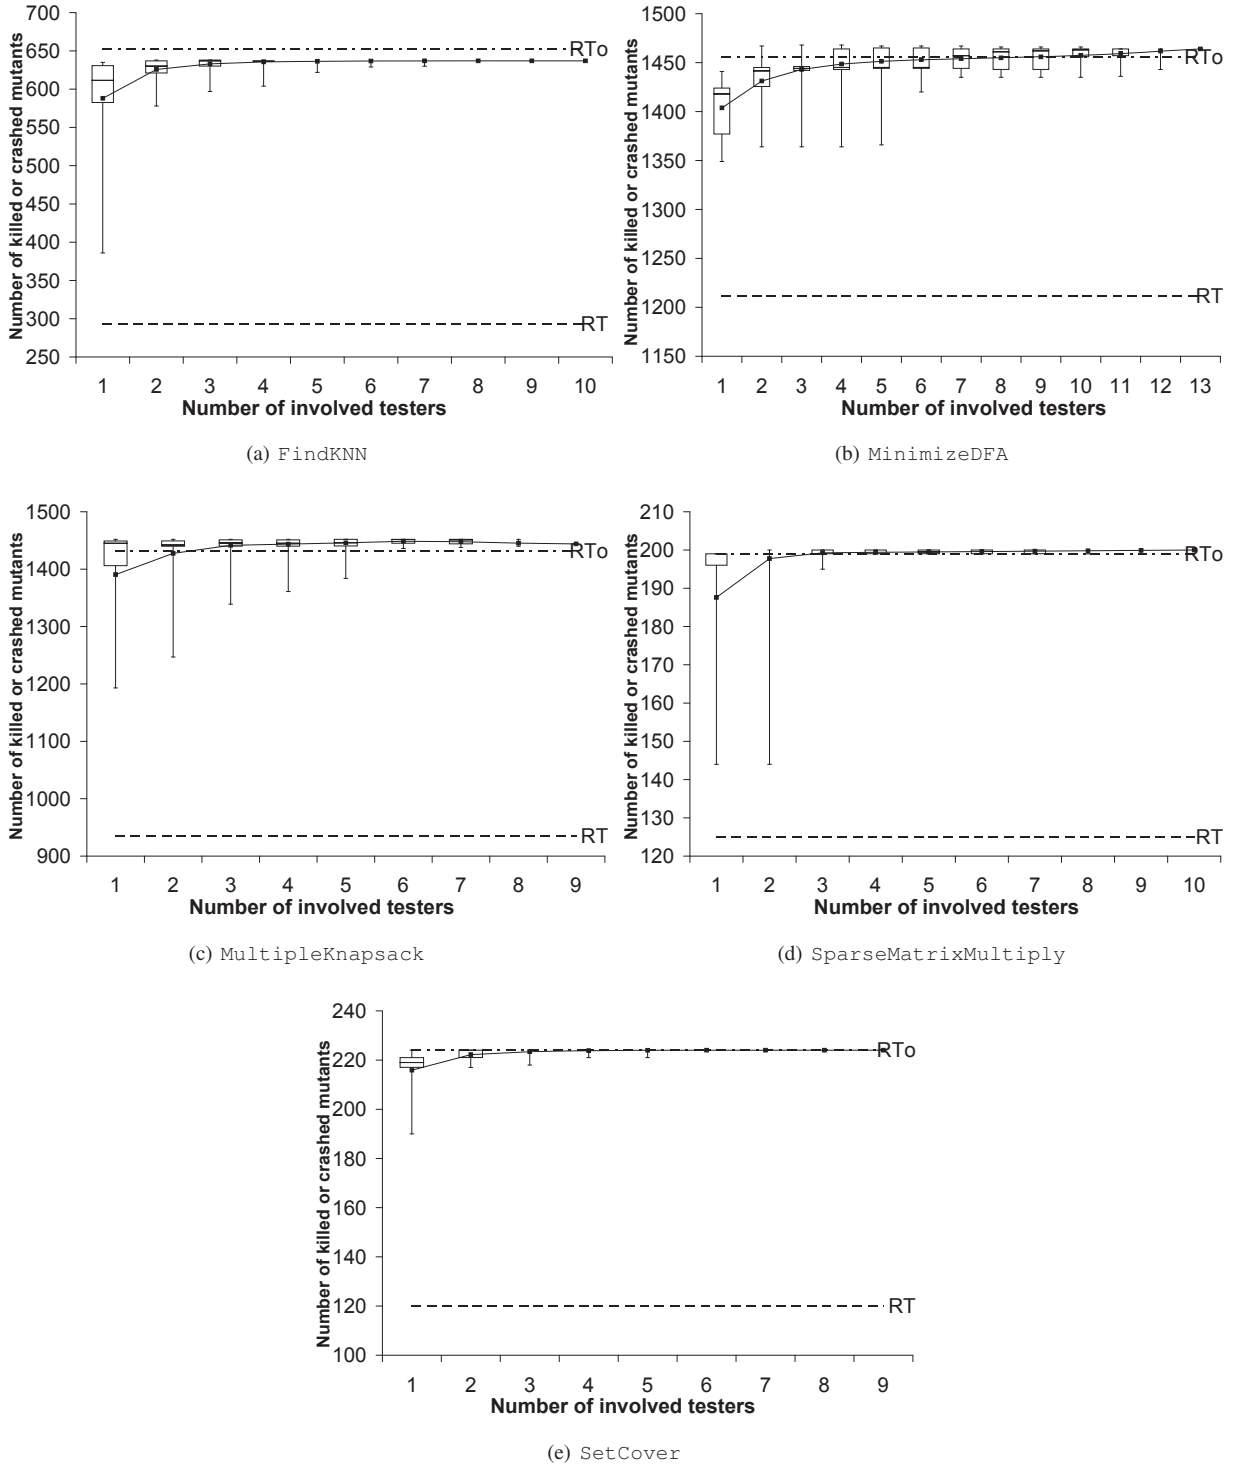 Number of killed or crashed mutants
700
650
600
550
500
450
400
350
300
250
RTo
RT
1 2 3 4 5 6 7 8 9 10
Number of involved testers
(a) FindKNN
Number of killed or crashed mutants
1500
1450
1400
1350
1300
1250
1200
1150
RTo
RT
1 2 3 4 5 6 7 8 9 10 11 12 13
Number of involved testers
(b) MinimizeDFA
Number of killed or crashed mutants
1500
1400
1300
1200
1100
1000
900
RTo
RT
1 2 3 4 5 6 7 8 9
Number of involved testers
(c) MultipleKnapsack
Number of killed or crashed mutants
210
200
190
180
170
160
150
140
130
120
RTo
RT
1 2 3 4 5 6 7 8 9 10
Number of involved testers
(d) SparseMatrixMultiply
Number of killed or crashed mutants
240
220
200
180
160
140
120
100
RTo
RT
1 2 3 4 5 6 7 8 9
Number of involved testers
(e) SetCover